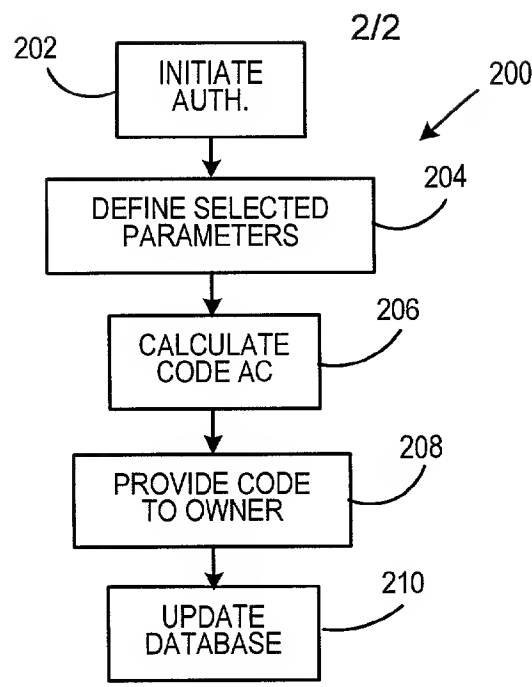 2/2
202
INITIATE
AUTH.
200
204
DEFINE SELECTED
PARAMETERS
206
CALCULATE
CODE AC
208
PROVIDE CODE
TO OWNER
210
UPDATE
DATABASE